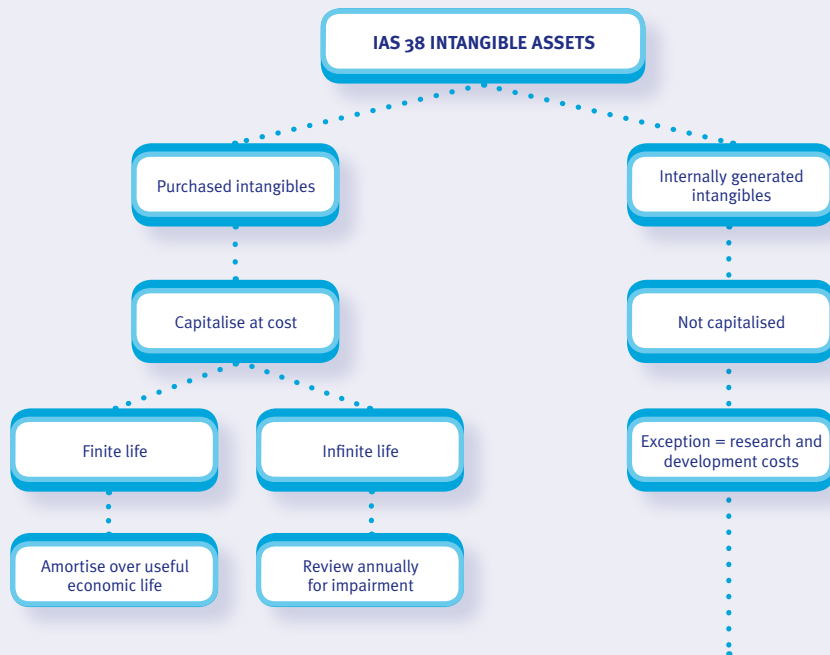 IAS 38 INTANGIBLE ASSETS
Purchased intangibles
Internally generated
intangibles
Capitalise at cost
Not capitalised
Finite life
Infinite life
Exception = research and
development costs
Amortise over useful
economic life
Review annually
for impairment